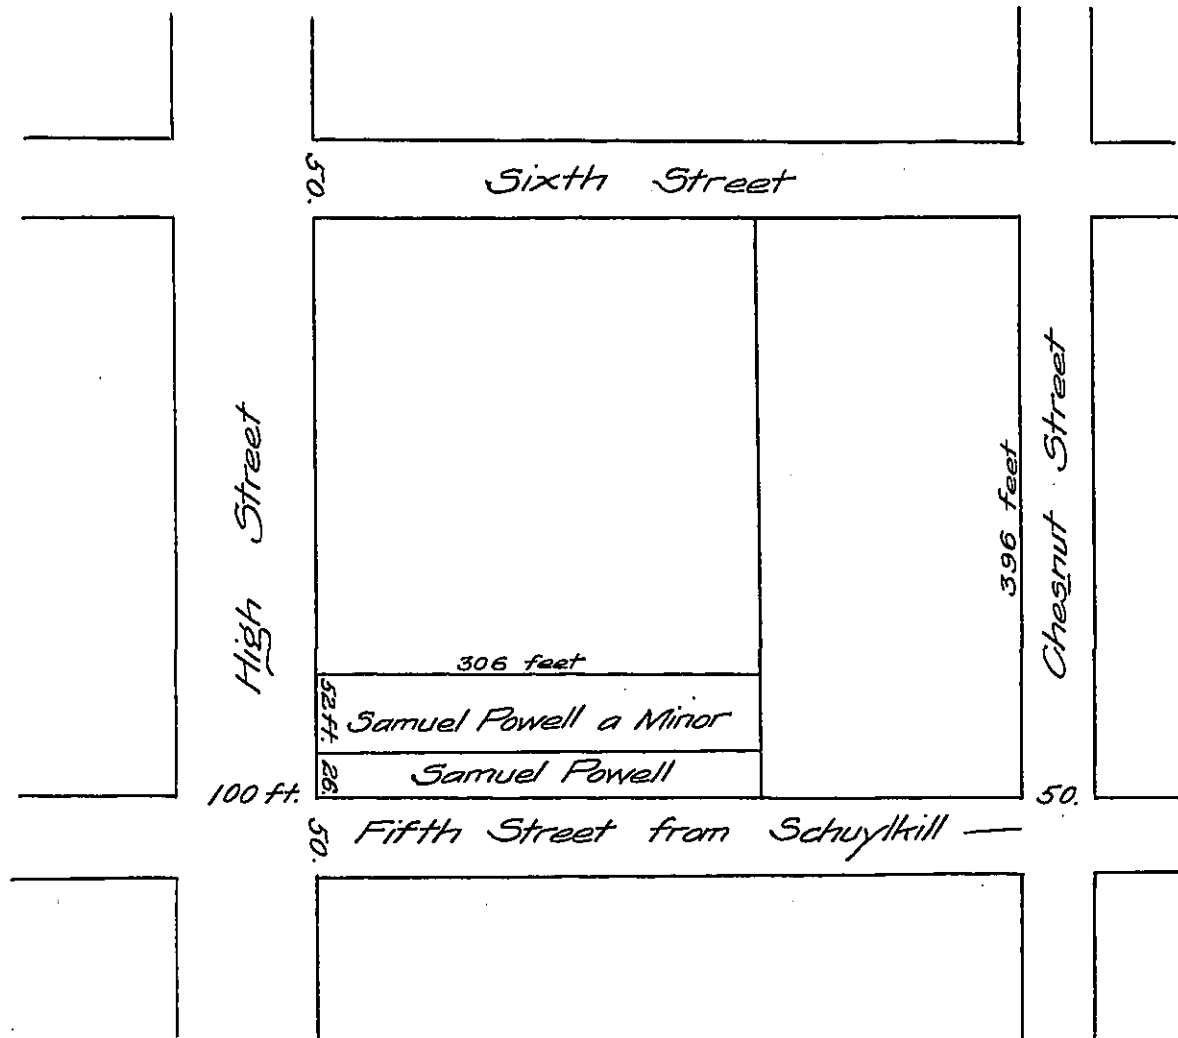 50.
Sixth Street
High Street
396 feet
Chesnut Street
306 feet
52 ft.
Samuel Powell a Minor
26.
Samuel Powell
100 ft.
50.
50.
Fifth Street from Schuylkill —